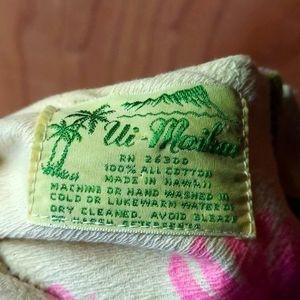 Ui-Maikai
RN 26300
100% ALL COTTON
MADE IN HAWAII
MACHINE OR HAND WASHED IN
COLD OR LUKEWARM WATER OR
DRY CLEANED. AVOID BLEACH